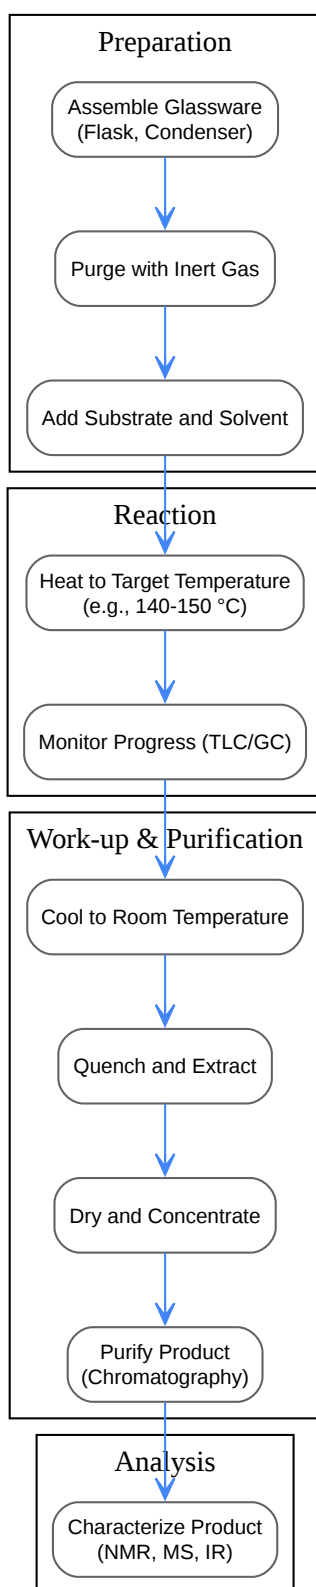 Preparation
Assemble Glassware
(Flask, Condenser)
Purge with Inert Gas
Add Substrate and Solvent
Reaction
Heat to Target Temperature
(e.g., 140-150 °C)
Monitor Progress (TLC/GC)
Work-up & Purification
Cool to Room Temperature
Quench and Extract
Dry and Concentrate
Purify Product
(Chromatography)
Analysis
Characterize Product
(NMR, MS, IR)